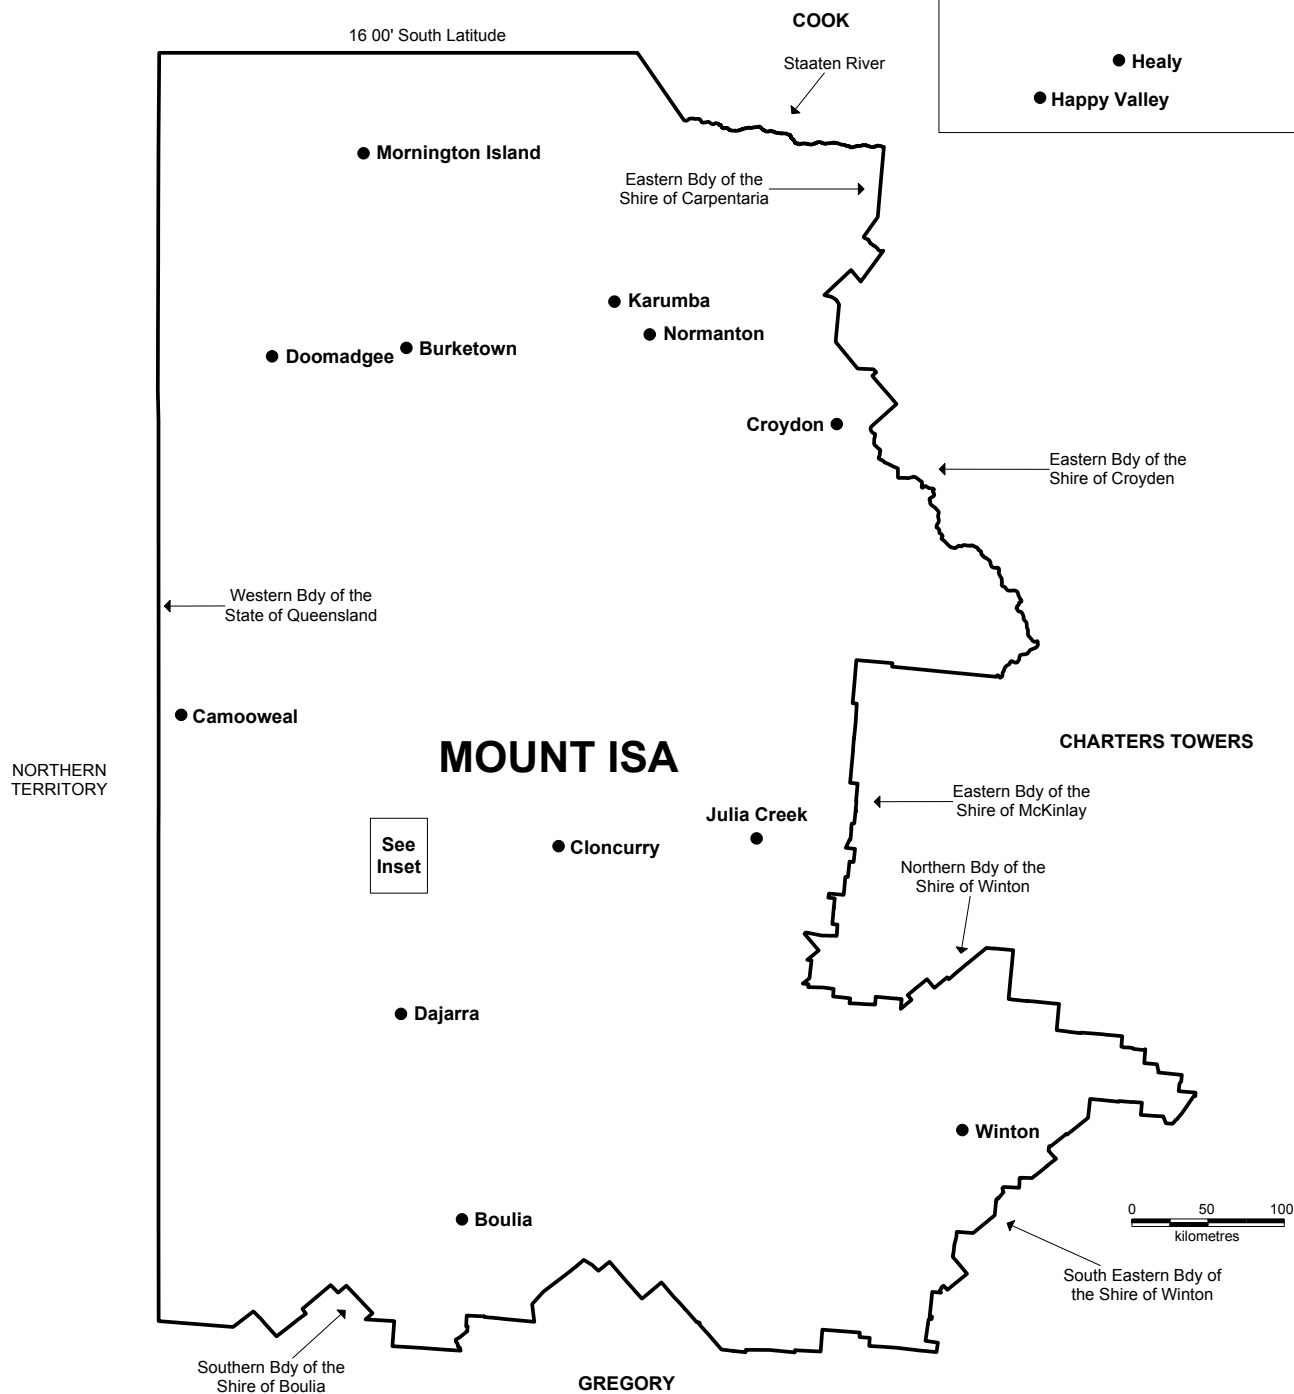 COOK
16 00' South Latitude
Staaten River
Healy
Happy Valley
Mornington Island
Eastern Bdy of the
Shire of Carpentaria
Karumba
Normanton
Burketown
Doomadgee
Croydon
Eastern Bdy of the
Shire of Croyden
Western Bdy of the
State of Queensland
Camooweal
MOUNT ISA
CHARTERS TOWERS
NORTHERN
TERRITORY
Eastern Bdy of the
Shire of McKinlay
Julia Creek
See
Inset
Cloncurry
Northern Bdy of the
Shire of Winton
Dajarra
Winton
Boulia
0 50 100
kilometres
South Eastern Bdy of
the Shire of Winton
Southern Bdy of the
Shire of Boulia
GREGORY